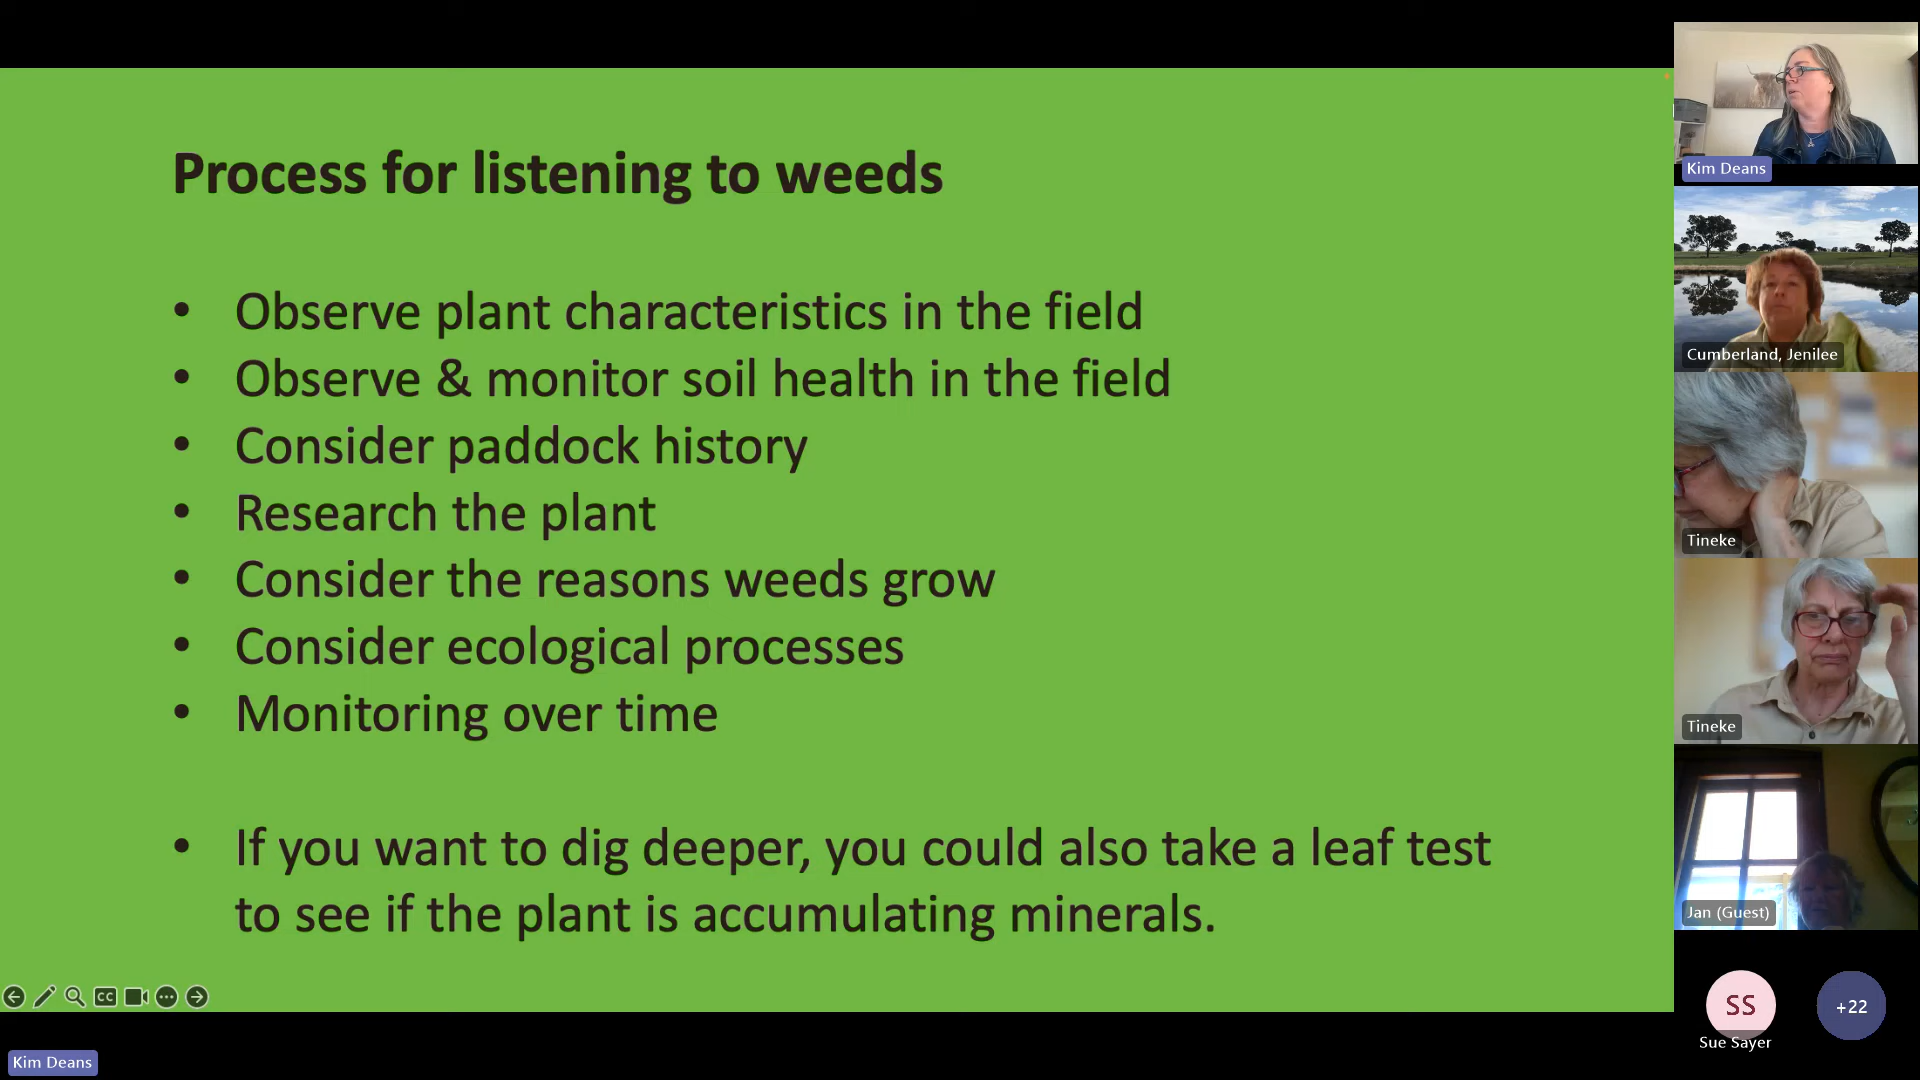 Process for listening to weeds
• Observe plant characteristics in the field
• Observe & monitor soil health in the field
• Consider paddock history
• Research the plant
• Consider the reasons weeds grow
• Consider ecological processes
• Monitoring over time
• If you want to dig deeper, you could also take a leaf test
to see if the plant is accumulating minerals.
CC
Kim Deans
Kim Deans
Cumberland, Jenilee
Tineke
Tineke
Jan (Guest)
SS
Sue Sayer
+22